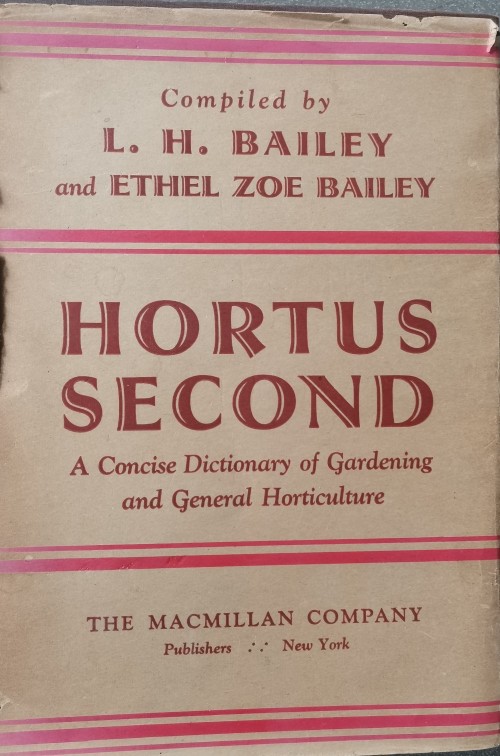 Compiled by
L. H. BAILEY
and ETHEL ZOE BAILEY
HORTUS
SECOND
A Concise Dictionary of Gardening
and General Horticulture
THE MACMILLAN COMPANY
Publishers ∴ New York